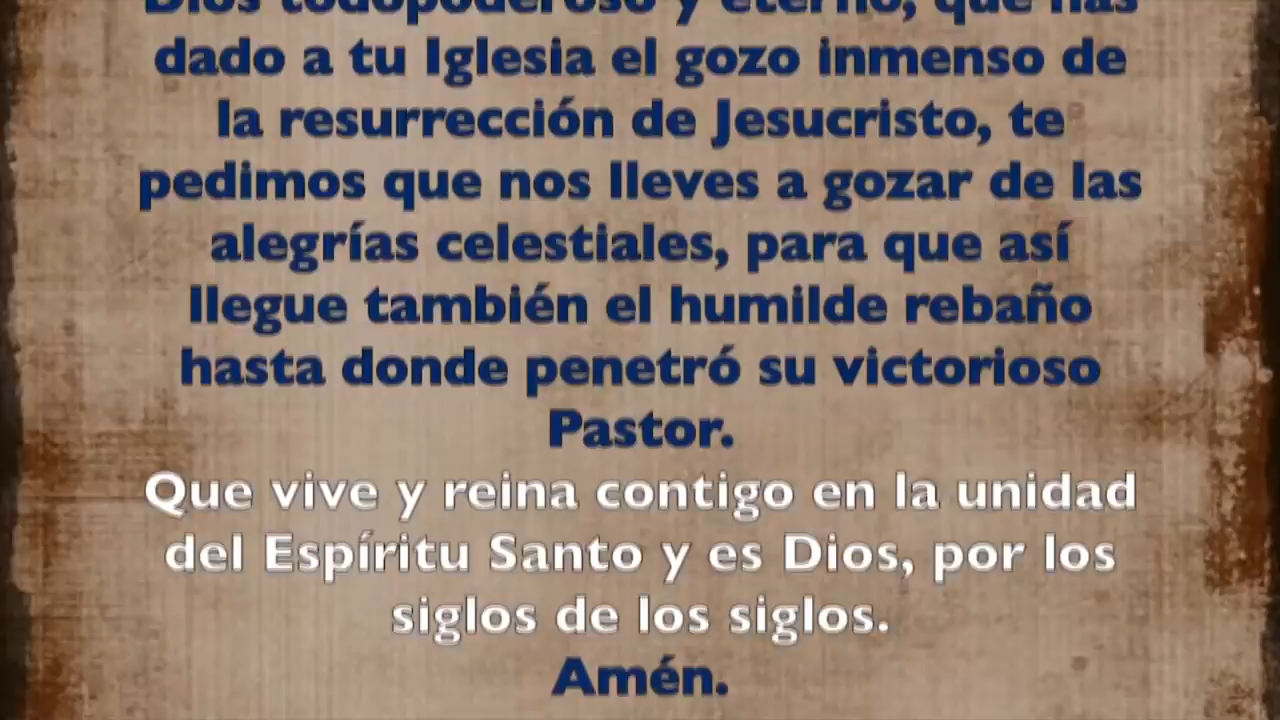 Dios todopoderoso y eterno, que has
dado a tu Iglesia el gozo inmenso de
la resurrección de Jesucristo, te
pedimos que nos lleves a gozar de las
alegrías celestiales, para que así
llegue también el humilde rebaño
hasta donde penetró su victorioso
Pastor.
Que vive y reina contigo en la unidad
del Espíritu Santo y es Dios, por los
siglos de los siglos.
Amén.